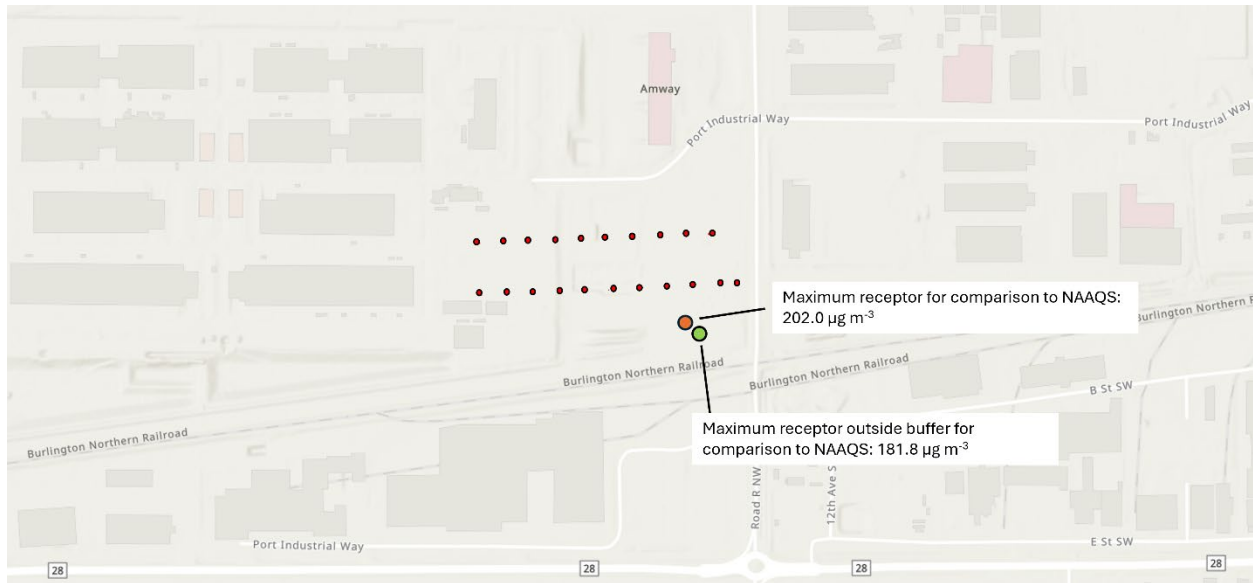 Amway
Port Industrial Way
Port Industrial Way
Maximum receptor for comparison to NAAQS:
202.0 µg m-3
Burlington Northern R
Burlington Northern Railroad
Burlington Northern Railroad
B St SW
Maximum receptor outside buffer for
comparison to NAAQS: 181.8 µg m-3
Burlington Northern Railroad
Road R NW
12th Ave S
Port Industrial Way
E St SW
28
28
28
28